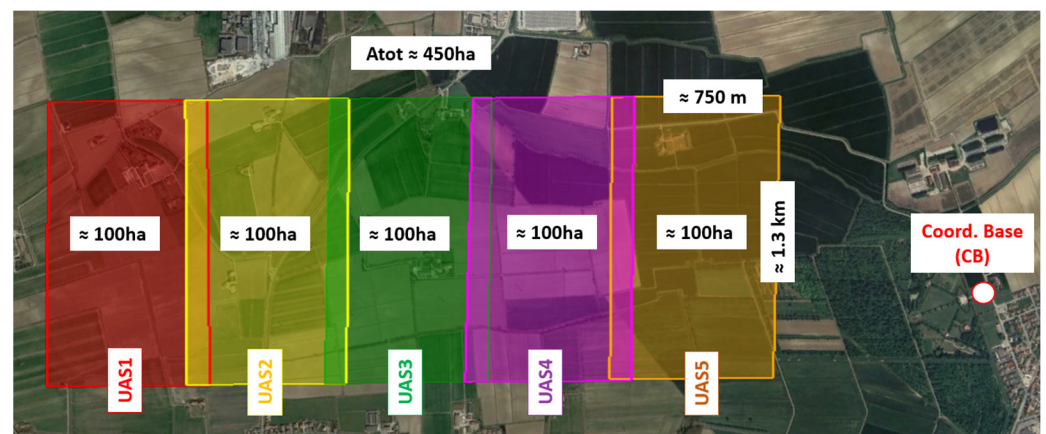 Atot ≈ 450ha
≈ 750 m
≈ 100ha
≈ 100ha
≈ 100ha
≈ 100ha
≈ 100ha
≈ 1.3 km
Coord. Base
(CB)
UAS1
UAS2
UAS3
UAS4
UAS5